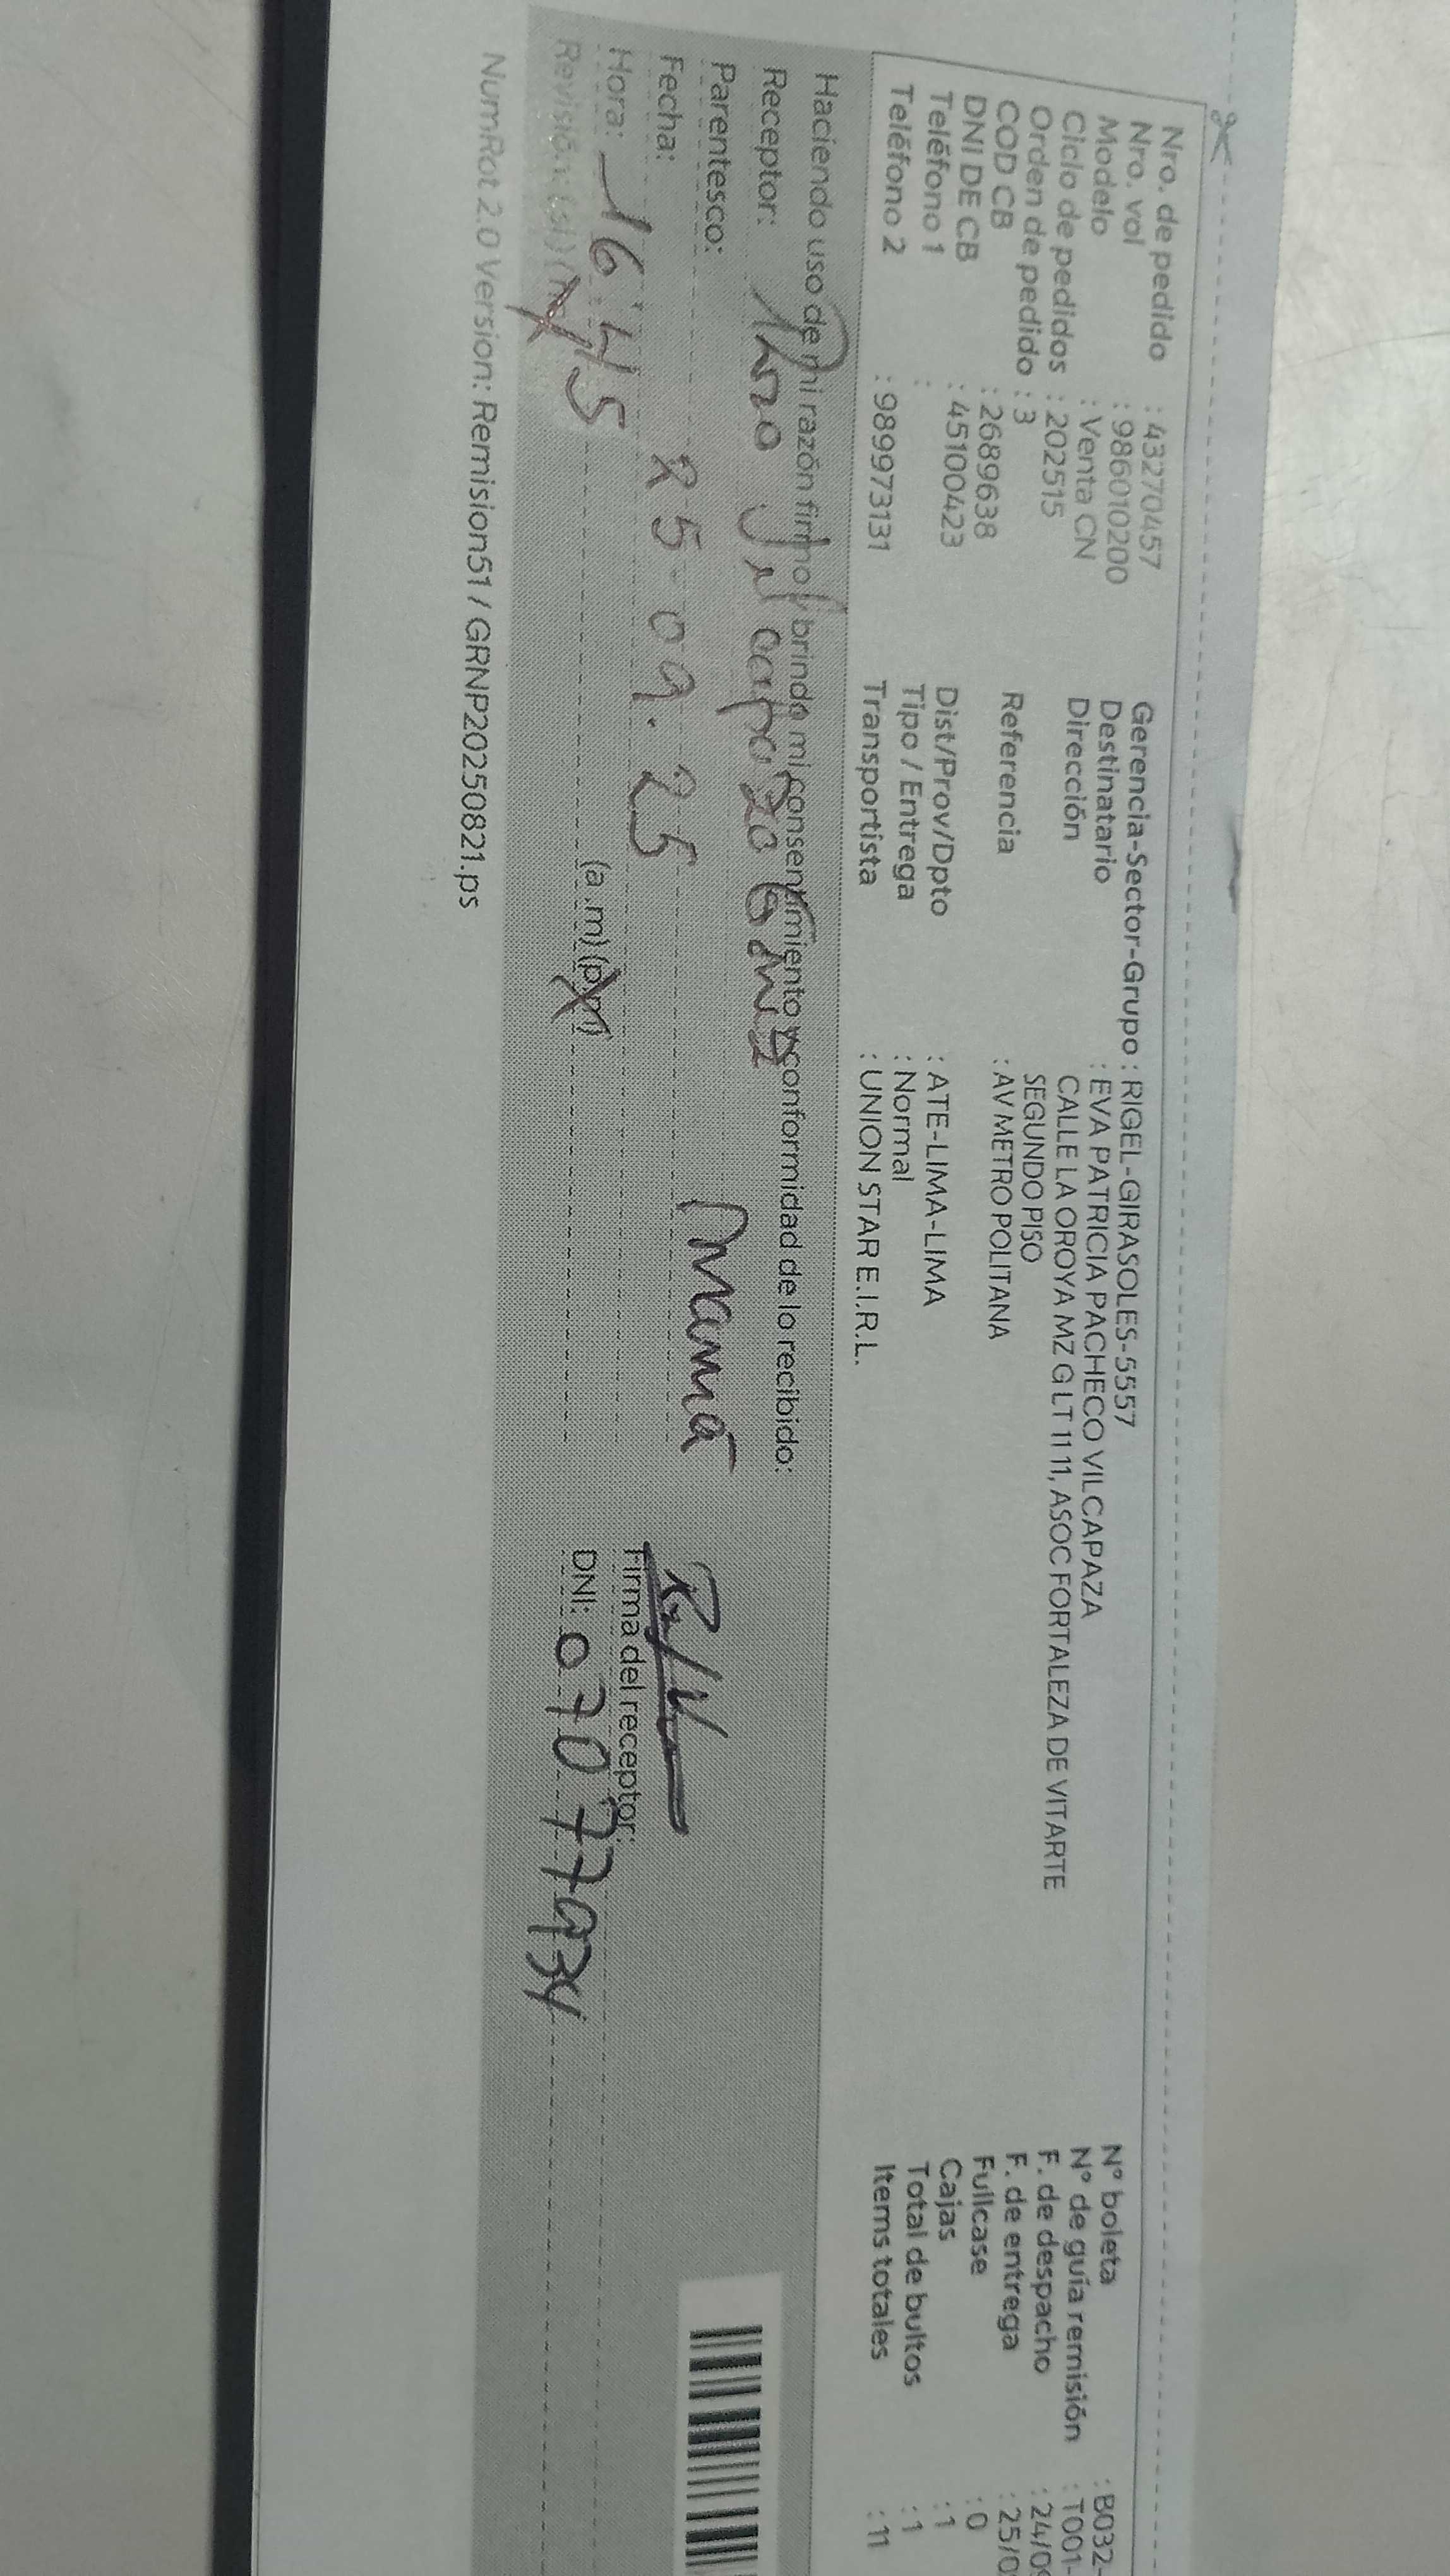 Nro. de pedido : 43270457
Nro. vol : 986010200
Modelo : Venta CN
Ciclo de pedidos : 202515
Orden de pedido : 3
COD CB : 2689638
DNI DE CB : 45100423
Teléfono 1 :
Teléfono 2 : 989973131
Gerencia-Sector-Grupo : RIGEL-GIRASOLES-5557
Destinatario : EVA PATRICIA PACHECO VILCAPAZA
Dirección CALLE LA OROYA MZ G LT 11 11, ASOC FORTALEZA DE VITARTE
SEGUNDO PISO
Referencia : AV METROPOLITANA
Dist/Prov/Dpto : ATE-LIMA-LIMA
Tipo / Entrega : Normal
Transportista : UNION STAR E.I.R.L.
N° boleta : B032-
N° de guía remisión : T001-
F. de despacho : 24/09
F. de entrega : 25/0
Fullcase : 0
Cajas : 1
Total de bultos : 1
Items totales : 11
Haciendo uso de mi razón firmo y brindo mi consentimiento y conformidad de lo recibido:
Receptor:
Parentesco: mamá
Fecha: 25-09.25
Hora: 16:45 (a.m) (p.m)
Revisión: (si) (no)
Firma del receptor:
DNI: 07077934
NumRot 2.0 Version: Remision51 / GRNP20250821.ps